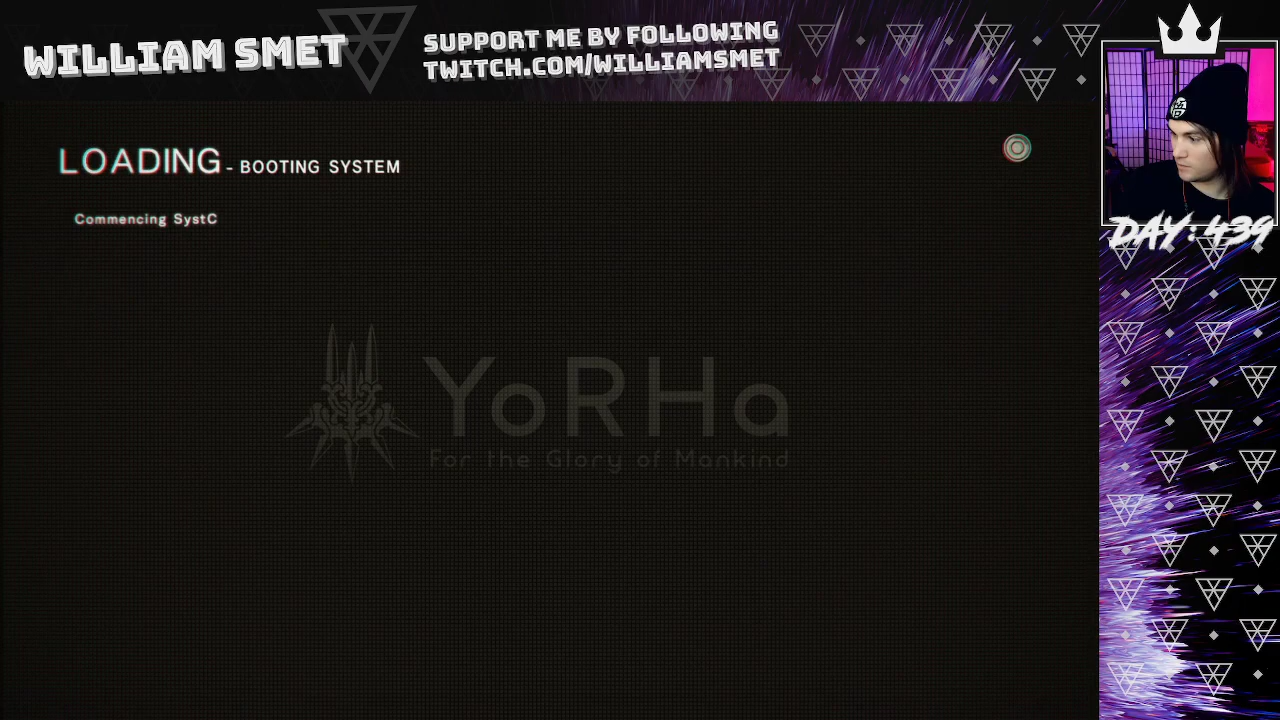 WILLIAM SMET
SUPPORT ME BY FOLLOWING
TWITCH.COM/WILLIAMSMET
DAY: 439
LOADING - BOOTING SYSTEM
Commencing SystC
YoRHa
For the Glory of Mankind